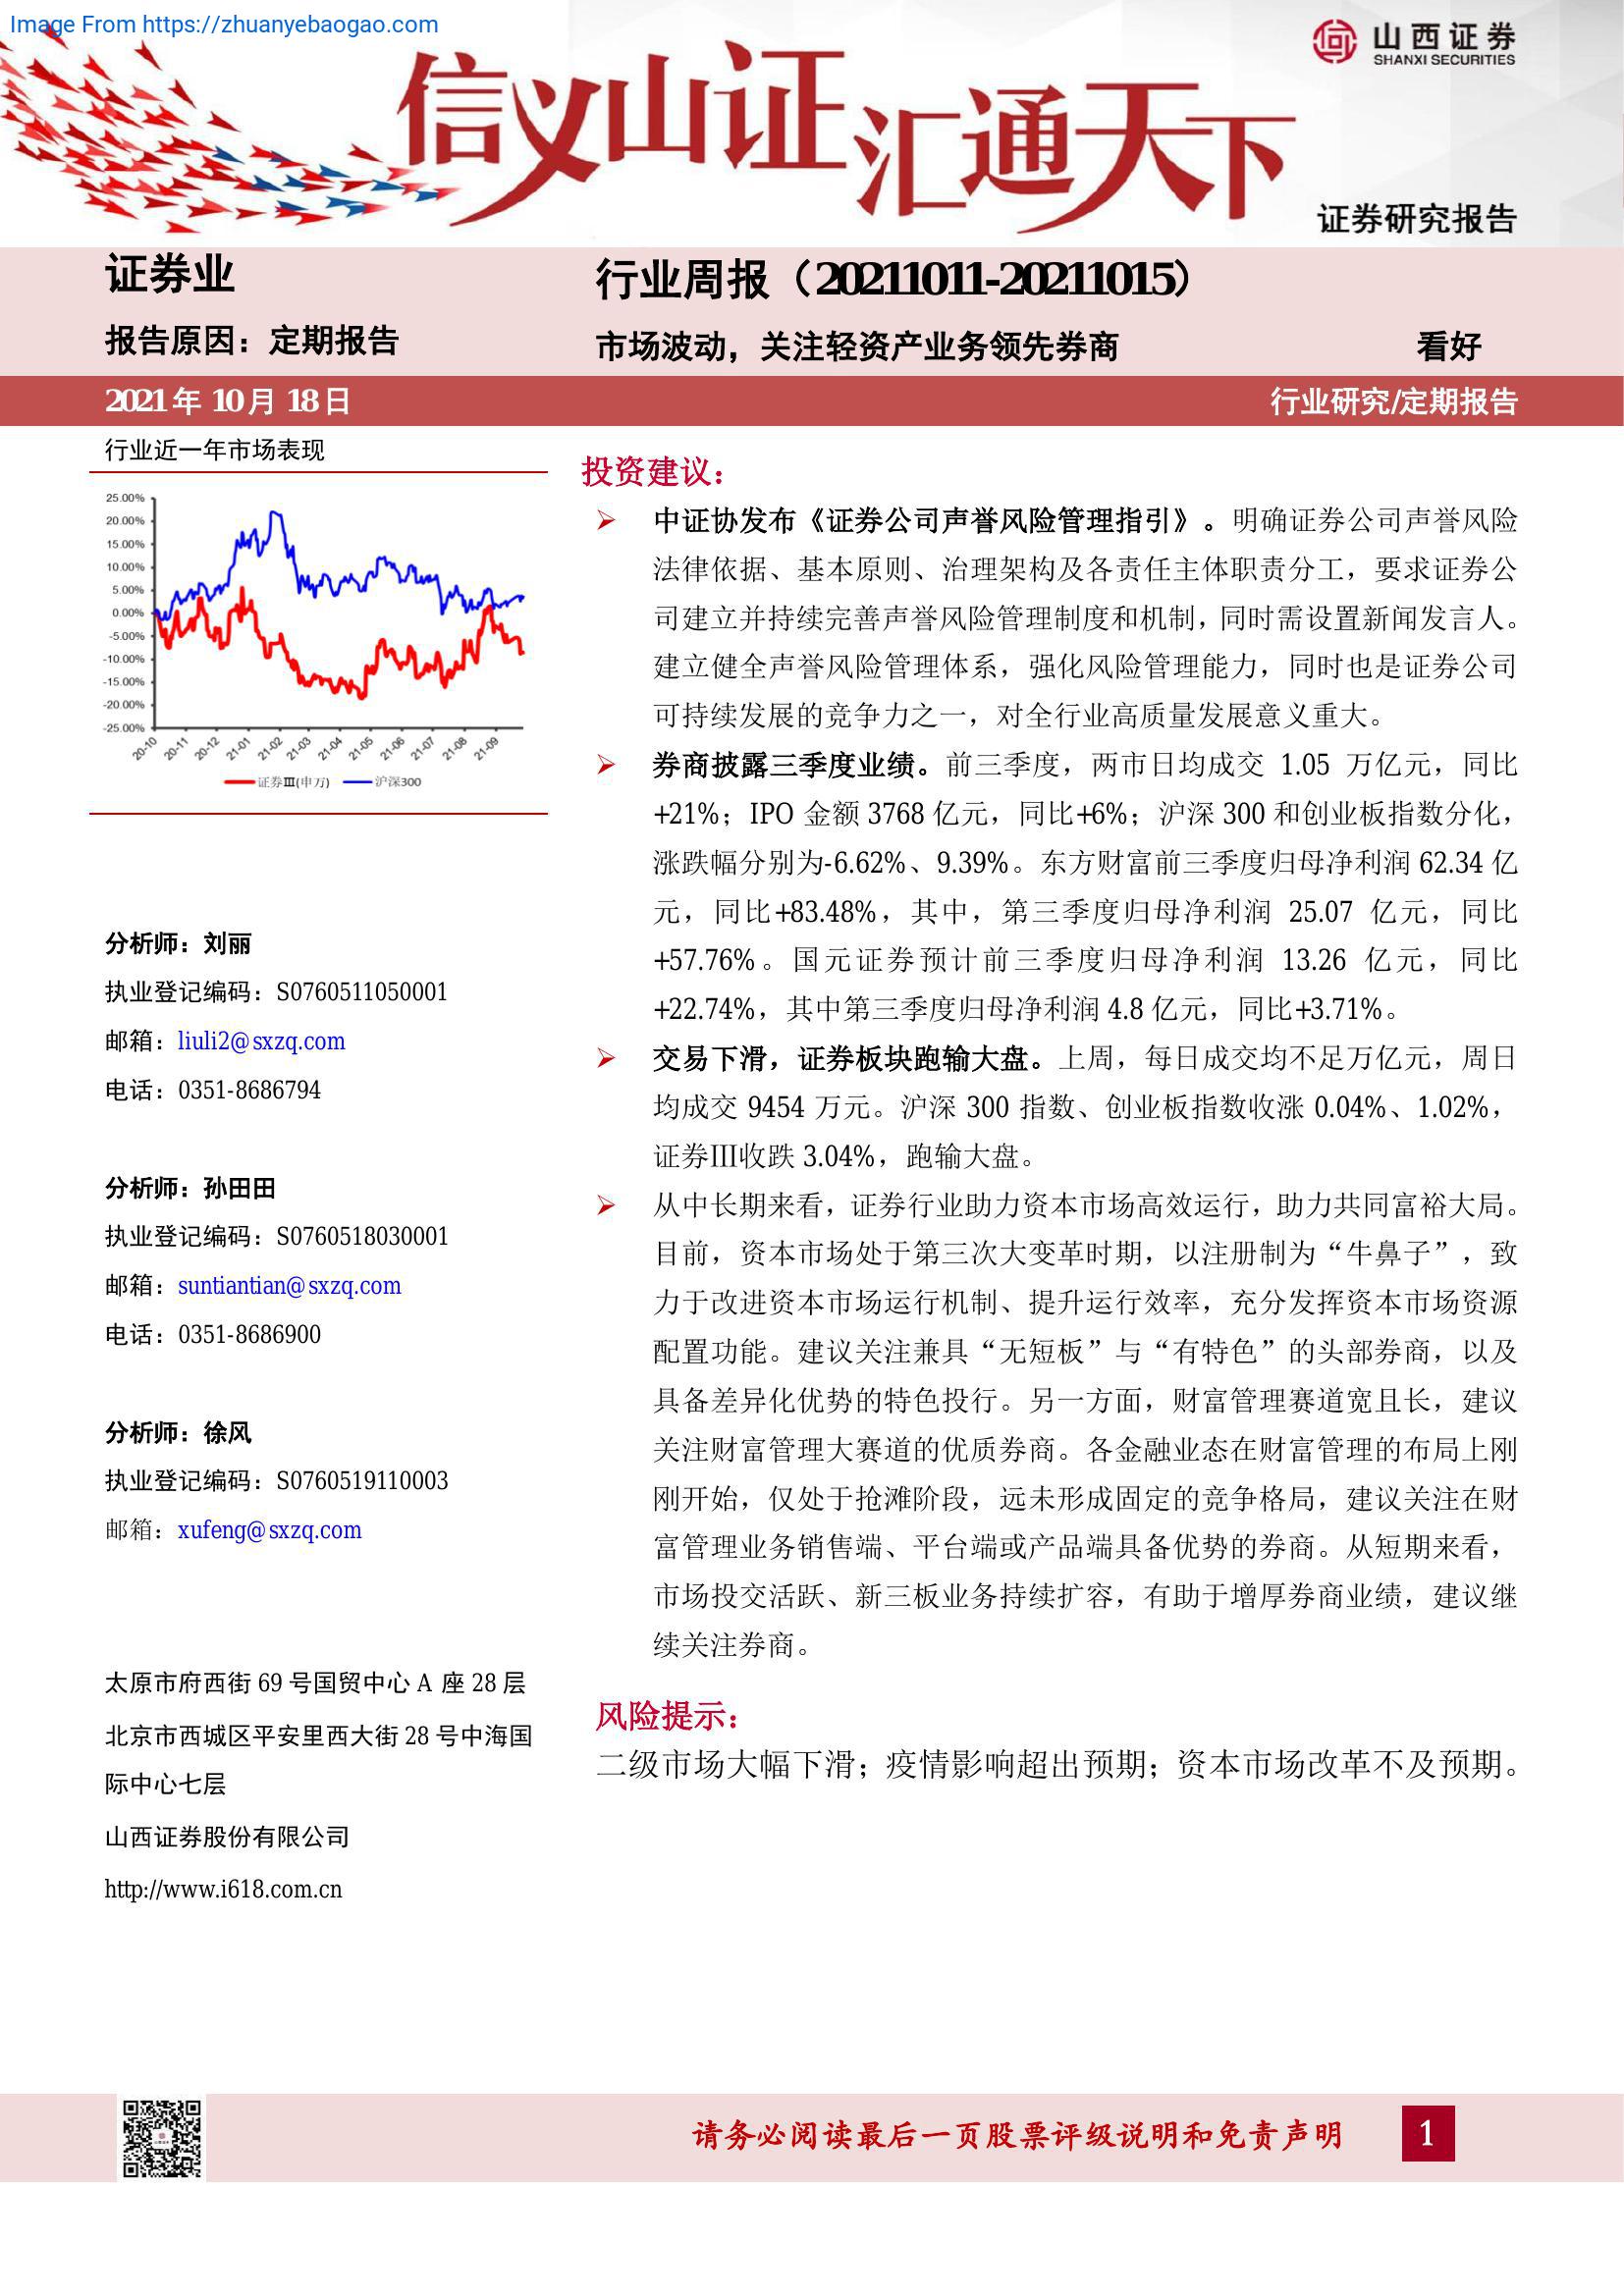 Image From https://zhuanyebaogao.com
山西证券
SHANXI SECURITIES
信义山证汇通天下
证券研究报告
证券业
报告原因：定期报告
行业周报（20211011-20211015）
市场波动，关注轻资产业务领先券商
看好
2021年 10月 18日
行业研究/定期报告
行业近一年市场表现
25.00%
20.00%
15.00%
10.00%
5.00%
0.00%
-5.00%
-10.00%
-15.00%
-20.00%
-25.00%
20-10 20-11 20-12 21-01 21-02 21-03 21-04 21-05 21-06 21-07 21-08 21-09
证券Ⅲ(申万) 沪深300
分析师：刘丽
执业登记编码：S0760511050001
邮箱：liuli2@sxzq.com
电话：0351-8686794
分析师：孙田田
执业登记编码：S0760518030001
邮箱：suntiantian@sxzq.com
电话：0351-8686900
分析师：徐风
执业登记编码：S0760519110003
邮箱：xufeng@sxzq.com
太原市府西街 69 号国贸中心 A 座 28 层
北京市西城区平安里西大街 28 号中海国
际中心七层
山西证券股份有限公司
http://www.i618.com.cn
投资建议：
中证协发布《证券公司声誉风险管理指引》。明确证券公司声誉风险
法律依据、基本原则、治理架构及各责任主体职责分工，要求证券公
司建立并持续完善声誉风险管理制度和机制，同时需设置新闻发言人。
建立健全声誉风险管理体系，强化风险管理能力，同时也是证券公司
可持续发展的竞争力之一，对全行业高质量发展意义重大。
券商披露三季度业绩。前三季度，两市日均成交 1.05 万亿元，同比
+21%；IPO 金额 3768 亿元，同比+6%；沪深 300 和创业板指数分化，
涨跌幅分别为-6.62%、9.39%。东方财富前三季度归母净利润 62.34 亿
元，同比+83.48%，其中，第三季度归母净利润 25.07 亿元，同比
+57.76%。国元证券预计前三季度归母净利润 13.26 亿元，同比
+22.74%，其中第三季度归母净利润 4.8 亿元，同比+3.71%。
交易下滑，证券板块跑输大盘。上周，每日成交均不足万亿元，周日
均成交 9454 万元。沪深 300 指数、创业板指数收涨 0.04%、1.02%，
证券Ⅲ收跌 3.04%，跑输大盘。
从中长期来看，证券行业助力资本市场高效运行，助力共同富裕大局。
目前，资本市场处于第三次大变革时期，以注册制为“牛鼻子”，致
力于改进资本市场运行机制、提升运行效率，充分发挥资本市场资源
配置功能。建议关注兼具“无短板”与“有特色”的头部券商，以及
具备差异化优势的特色投行。另一方面，财富管理赛道宽且长，建议
关注财富管理大赛道的优质券商。各金融业态在财富管理的布局上刚
刚开始，仅处于抢滩阶段，远未形成固定的竞争格局，建议关注在财
富管理业务销售端、平台端或产品端具备优势的券商。从短期来看，
市场投交活跃、新三板业务持续扩容，有助于增厚券商业绩，建议继
续关注券商。
风险提示：
二级市场大幅下滑；疫情影响超出预期；资本市场改革不及预期。
请务必阅读最后一页股票评级说明和免责声明
1